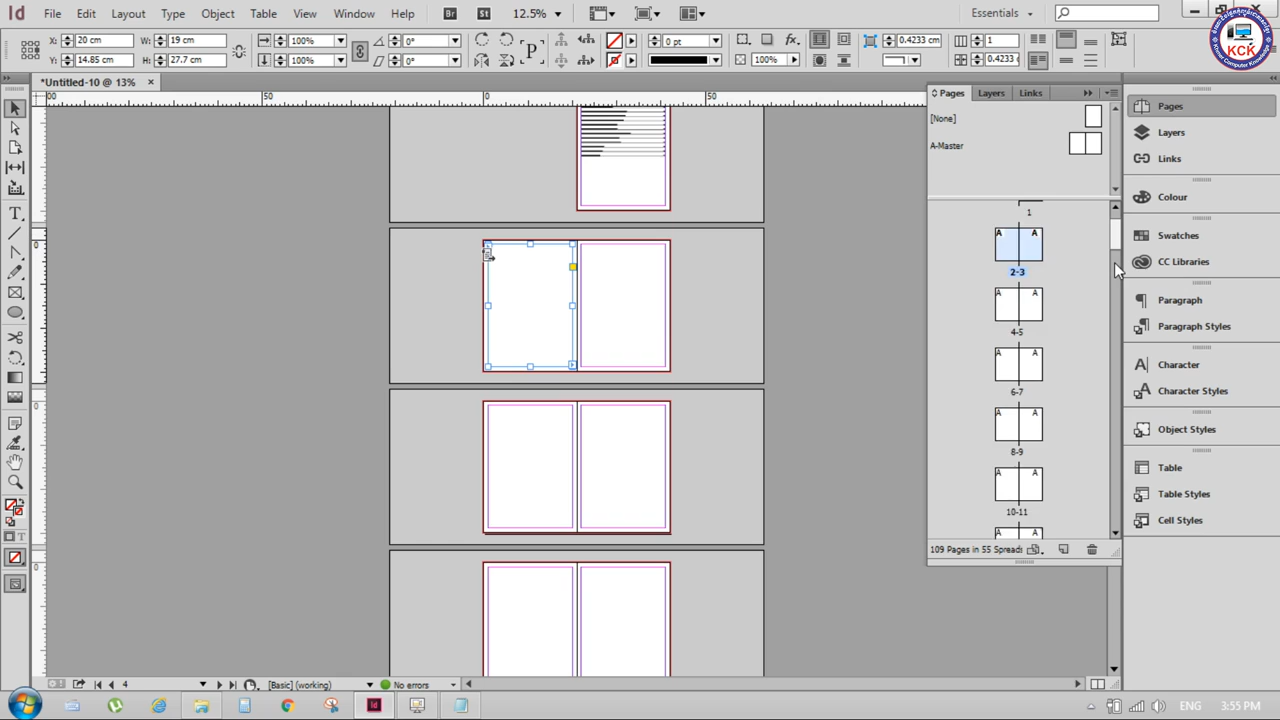 Id File Edit Layout Type Object Table View Window Help Br St 12.5% Essentials
X: 20 cm W: 19 cm 100% 0° 0 pt 0.4233 cm 1
Y: 14.85 cm H: 27.7 cm 100% 0° 100% 0.4233
*Untitled-10 @ 13% ×
00 50 0 50
Pages Layers Links
[None]
A-Master
1
A A
2-3
A A
4-5
A A
6-7
A A
8-9
A A
10-11
A A
109 Pages in 55 Spreads
Pages
Layers
Links
Colour
Swatches
CC Libraries
Paragraph
Paragraph Styles
Character
Character Styles
Object Styles
Table
Table Styles
Cell Styles
KCK
4 [Basic] (working) No errors
Id ENG 3:55 PM